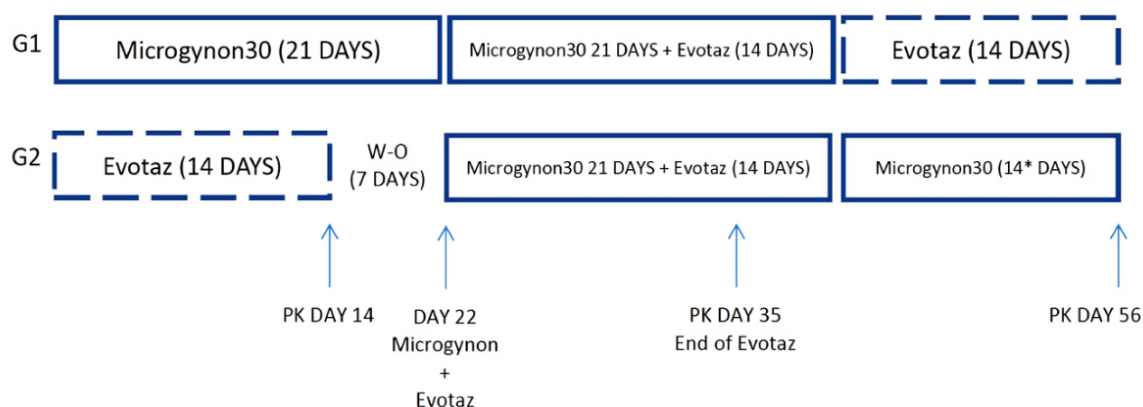 G1
Microgynon30 (21 DAYS)
Microgynon30 21 DAYS + Evotaz (14 DAYS)
Evotaz (14 DAYS)
G2
Evotaz (14 DAYS)
W-O
(7 DAYS)
Microgynon30 21 DAYS + Evotaz (14 DAYS)
Microgynon30 (14* DAYS)
PK DAY 14
DAY 22
Microgynon
+
Evotaz
PK DAY 35
End of Evotaz
PK DAY 56